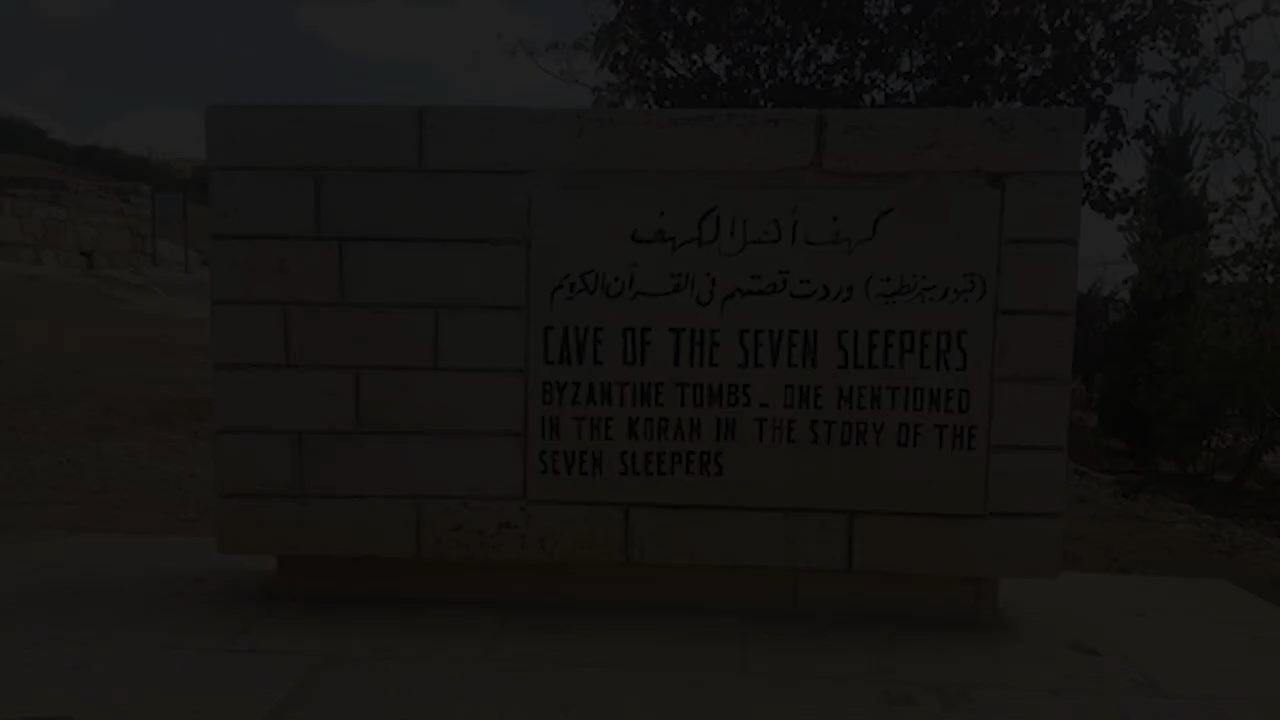 كهف أهل الكهف
(قبور بيزنطية) وردت قصتهم في القرآن الكريم
CAVE OF THE SEVEN SLEEPERS
BYZANTINE TOMBS _ ONE MENTIONED
IN THE KORAN IN THE STORY OF THE
SEVEN SLEEPERS